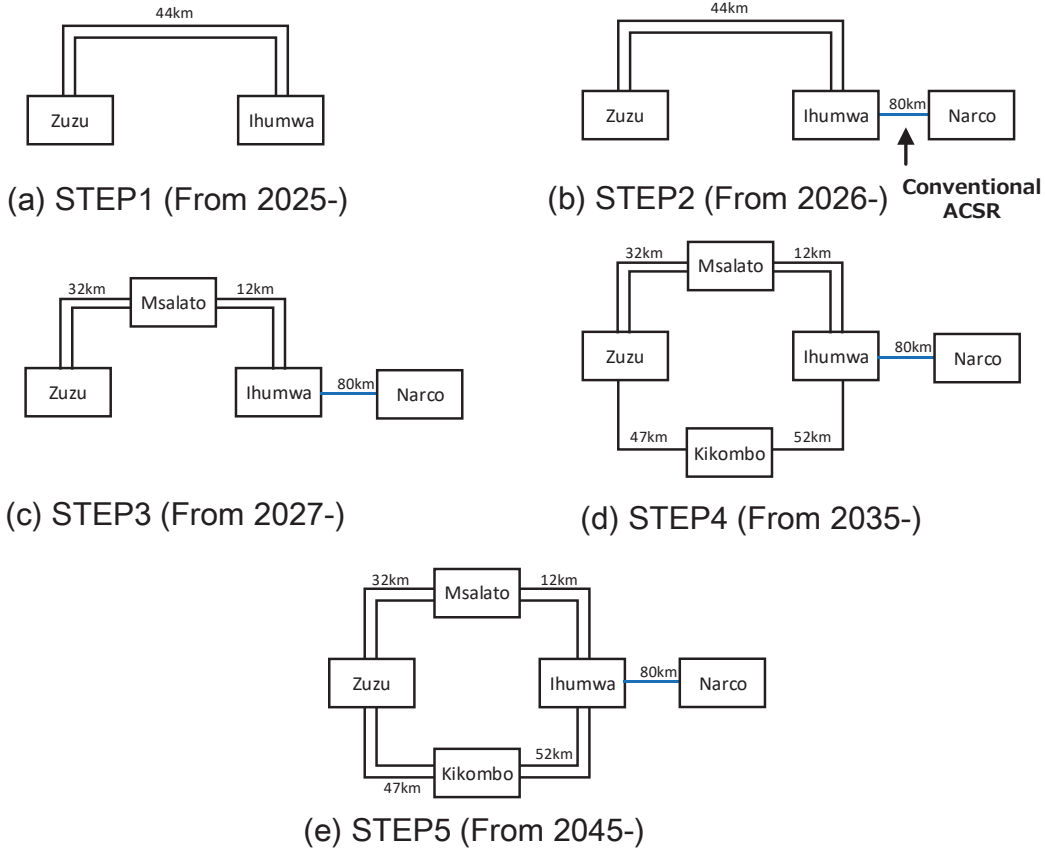 44km
Zuzu
Ihumwa
(a) STEP1 (From 2025-)
44km
Zuzu
Ihumwa
80km
Narco
Conventional
ACSR
(b) STEP2 (From 2026-)
32km
Msalato
12km
Zuzu
Ihumwa
80km
Narco
(c) STEP3 (From 2027-)
32km
Msalato
12km
Zuzu
Ihumwa
80km
Narco
47km
Kikombo
52km
(d) STEP4 (From 2035-)
32km
Msalato
12km
Zuzu
Ihumwa
80km
Narco
47km
Kikombo
52km
(e) STEP5 (From 2045-)